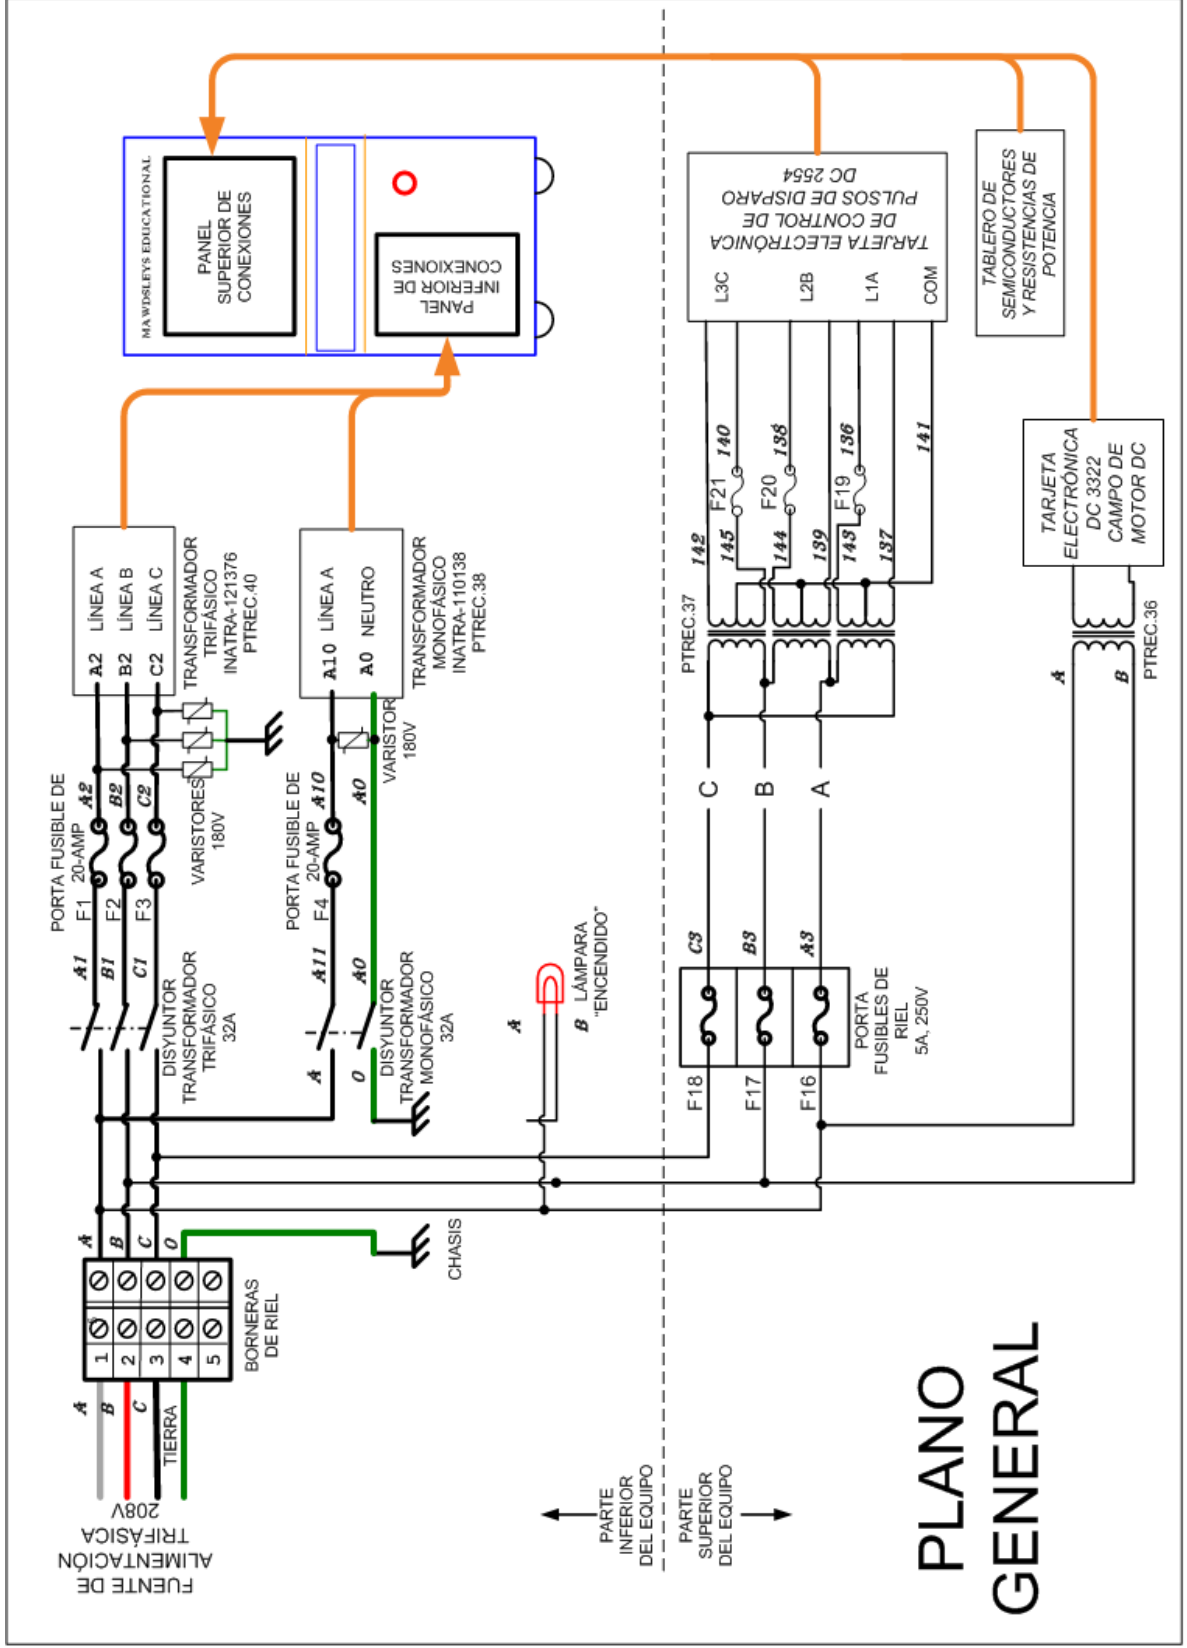 PLANO
GENERAL
FUENTE DE
ALIMENTACIÓN
TRIFÁSICA
208V
A
B
C
TIERRA
1
2
3
4
5
BORNERAS
DE RIEL
A
B
C
0
CHASIS
DISYUNTOR
TRANSFORMADOR
TRIFÁSICO
32A
A1
B1
C1
F1
F2
F3
PORTA FUSIBLE DE
20-AMP
A2
B2
C2
VARISTORES
180V
A2 LÍNEA A
B2 LÍNEA B
C2 LÍNEA C
TRANSFORMADOR
TRIFÁSICO
INATRA-121376
PTREC.40
A
0
DISYUNTOR
TRANSFORMADOR
MONOFÁSICO
32A
A11
A0
F4
PORTA FUSIBLE DE
20-AMP
A10
A0
VARISTOR
180V
A10 LÍNEA A
A0 NEUTRO
TRANSFORMADOR
MONOFÁSICO
INATRA-110138
PTREC.38
MAWDSLEYS EDUCATIONAL
PANEL
SUPERIOR DE
CONEXIONES
PANEL
INFERIOR DE
CONEXIONES
A
B
LÁMPARA
"ENCENDIDO"
PARTE
INFERIOR
DEL EQUIPO
PARTE
SUPERIOR
DEL EQUIPO
F18
F17
F16
C3
B3
A3
PORTA
FUSIBLES DE
RIEL
5A, 250V
C
B
A
PTREC.37
142
145
144
139
143
137
F21
F20
F19
140
138
136
141
L3C
L2B
L1A
COM
TARJETA ELECTRÓNICA
DE CONTROL DE
PULSOS DE DISPARO
DC 2554
A
B
PTREC.36
TARJETA
ELECTRÓNICA
DC 3322
CAMPO DE
MOTOR DC
TABLERO DE
SEMICONDUCTORES
Y RESISTENCIAS DE
POTENCIA